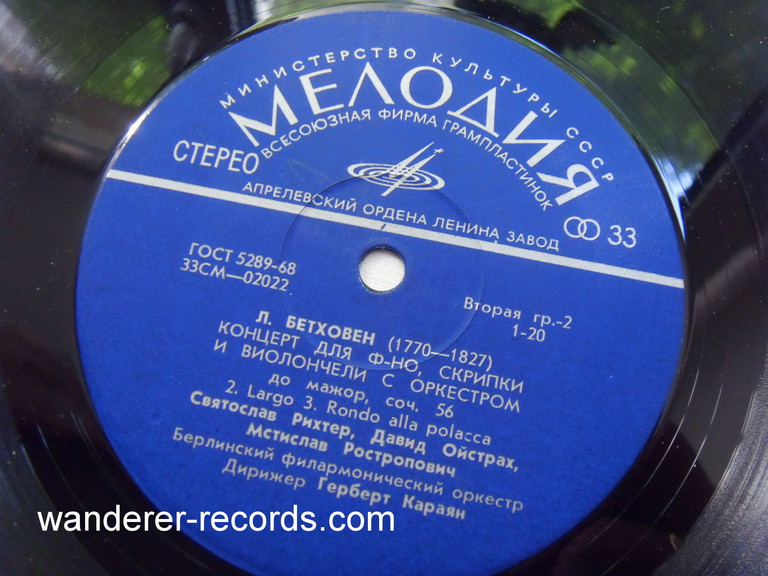 МИНИСТЕРСТВО КУЛЬТУРЫ СССР
МЕЛОДИЯ
ВСЕСОЮЗНАЯ ФИРМА ГРАМПЛАСТИНОК
СТЕРЕО
АПРЕЛЕВСКИЙ ОРДЕНА ЛЕНИНА ЗАВОД
33
ГОСТ 5289-68
33СМ—02022
Вторая гр.-2
1-20
Л. БЕТХОВЕН (1770—1827)
КОНЦЕРТ ДЛЯ Ф-НО, СКРИПКИ
И ВИОЛОНЧЕЛИ С ОРКЕСТРОМ
до мажор, соч. 56
2. Largo 3. Rondo alla polacca
Святослав Рихтер, Давид Ойстрах,
Мстислав Ростропович
Берлинский филармонический оркестр
Дирижер Герберт Караян
wanderer-records.com